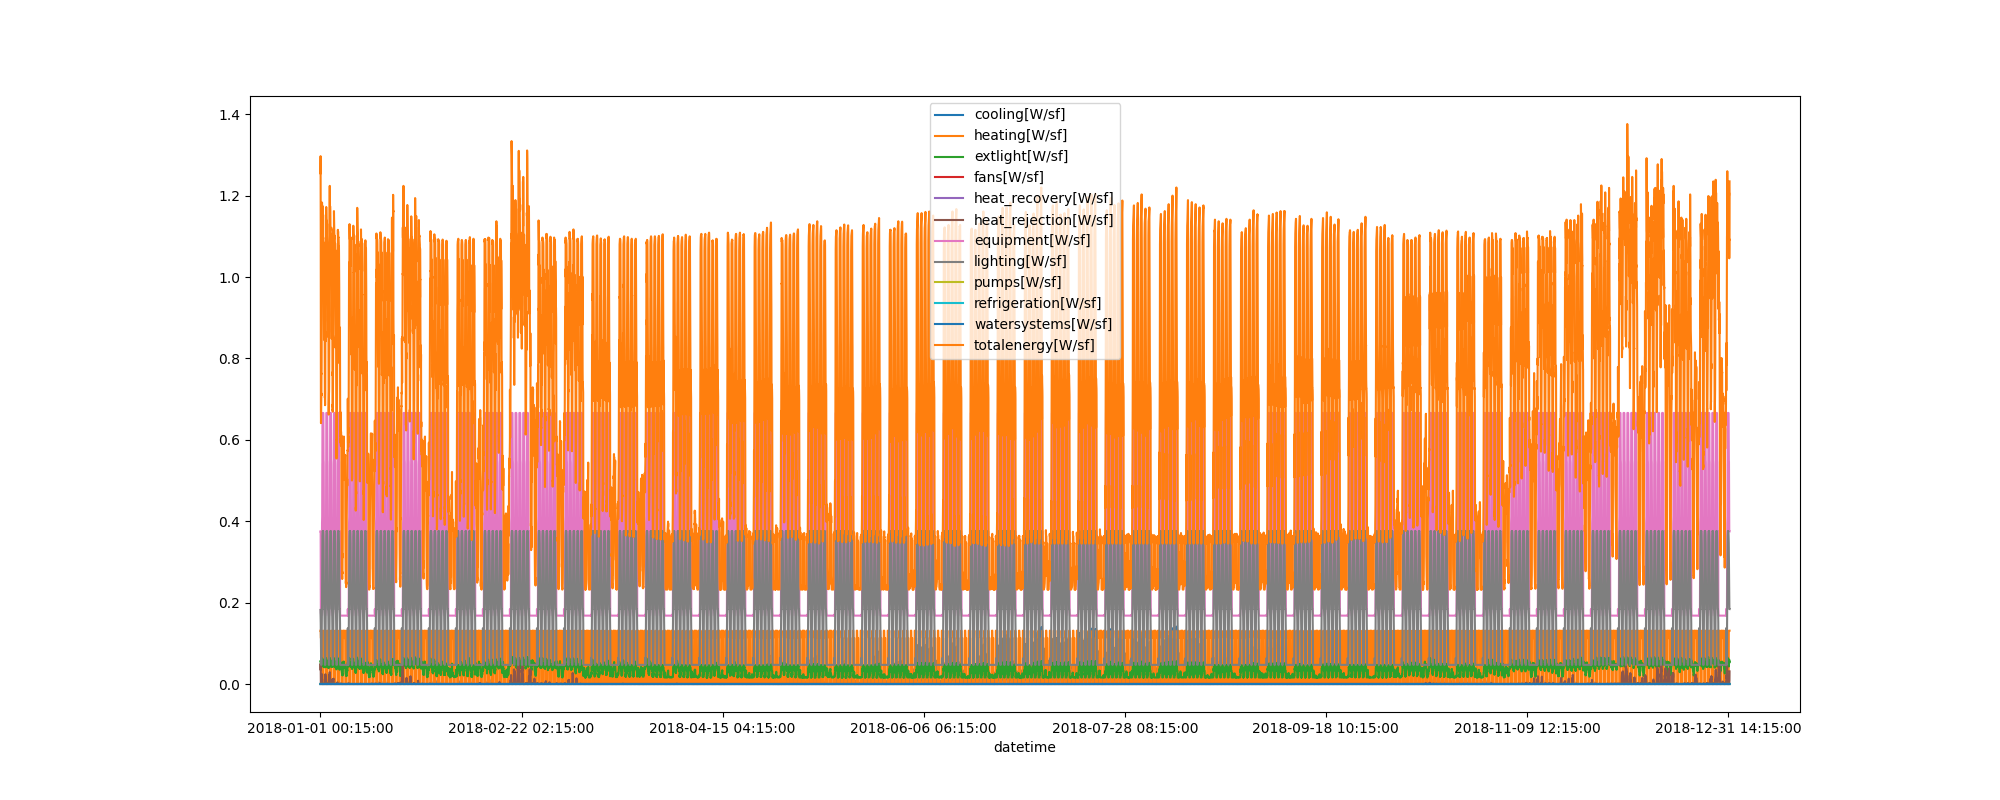 1.4
1.2
1.0
0.8
0.6
0.4
0.2
0.0
cooling[W/sf]
heating[W/sf]
extlight[W/sf]
fans[W/sf]
heat_recovery[W/sf]
heat_rejection[W/sf]
equipment[W/sf]
lighting[W/sf]
pumps[W/sf]
refrigeration[W/sf]
watersystems[W/sf]
totalenergy[W/sf]
2018-01-01 00:15:00 2018-02-22 02:15:00 2018-04-15 04:15:00 2018-06-06 06:15:00 2018-07-28 08:15:00 2018-09-18 10:15:00 2018-11-09 12:15:00 2018-12-31 14:15:00
datetime